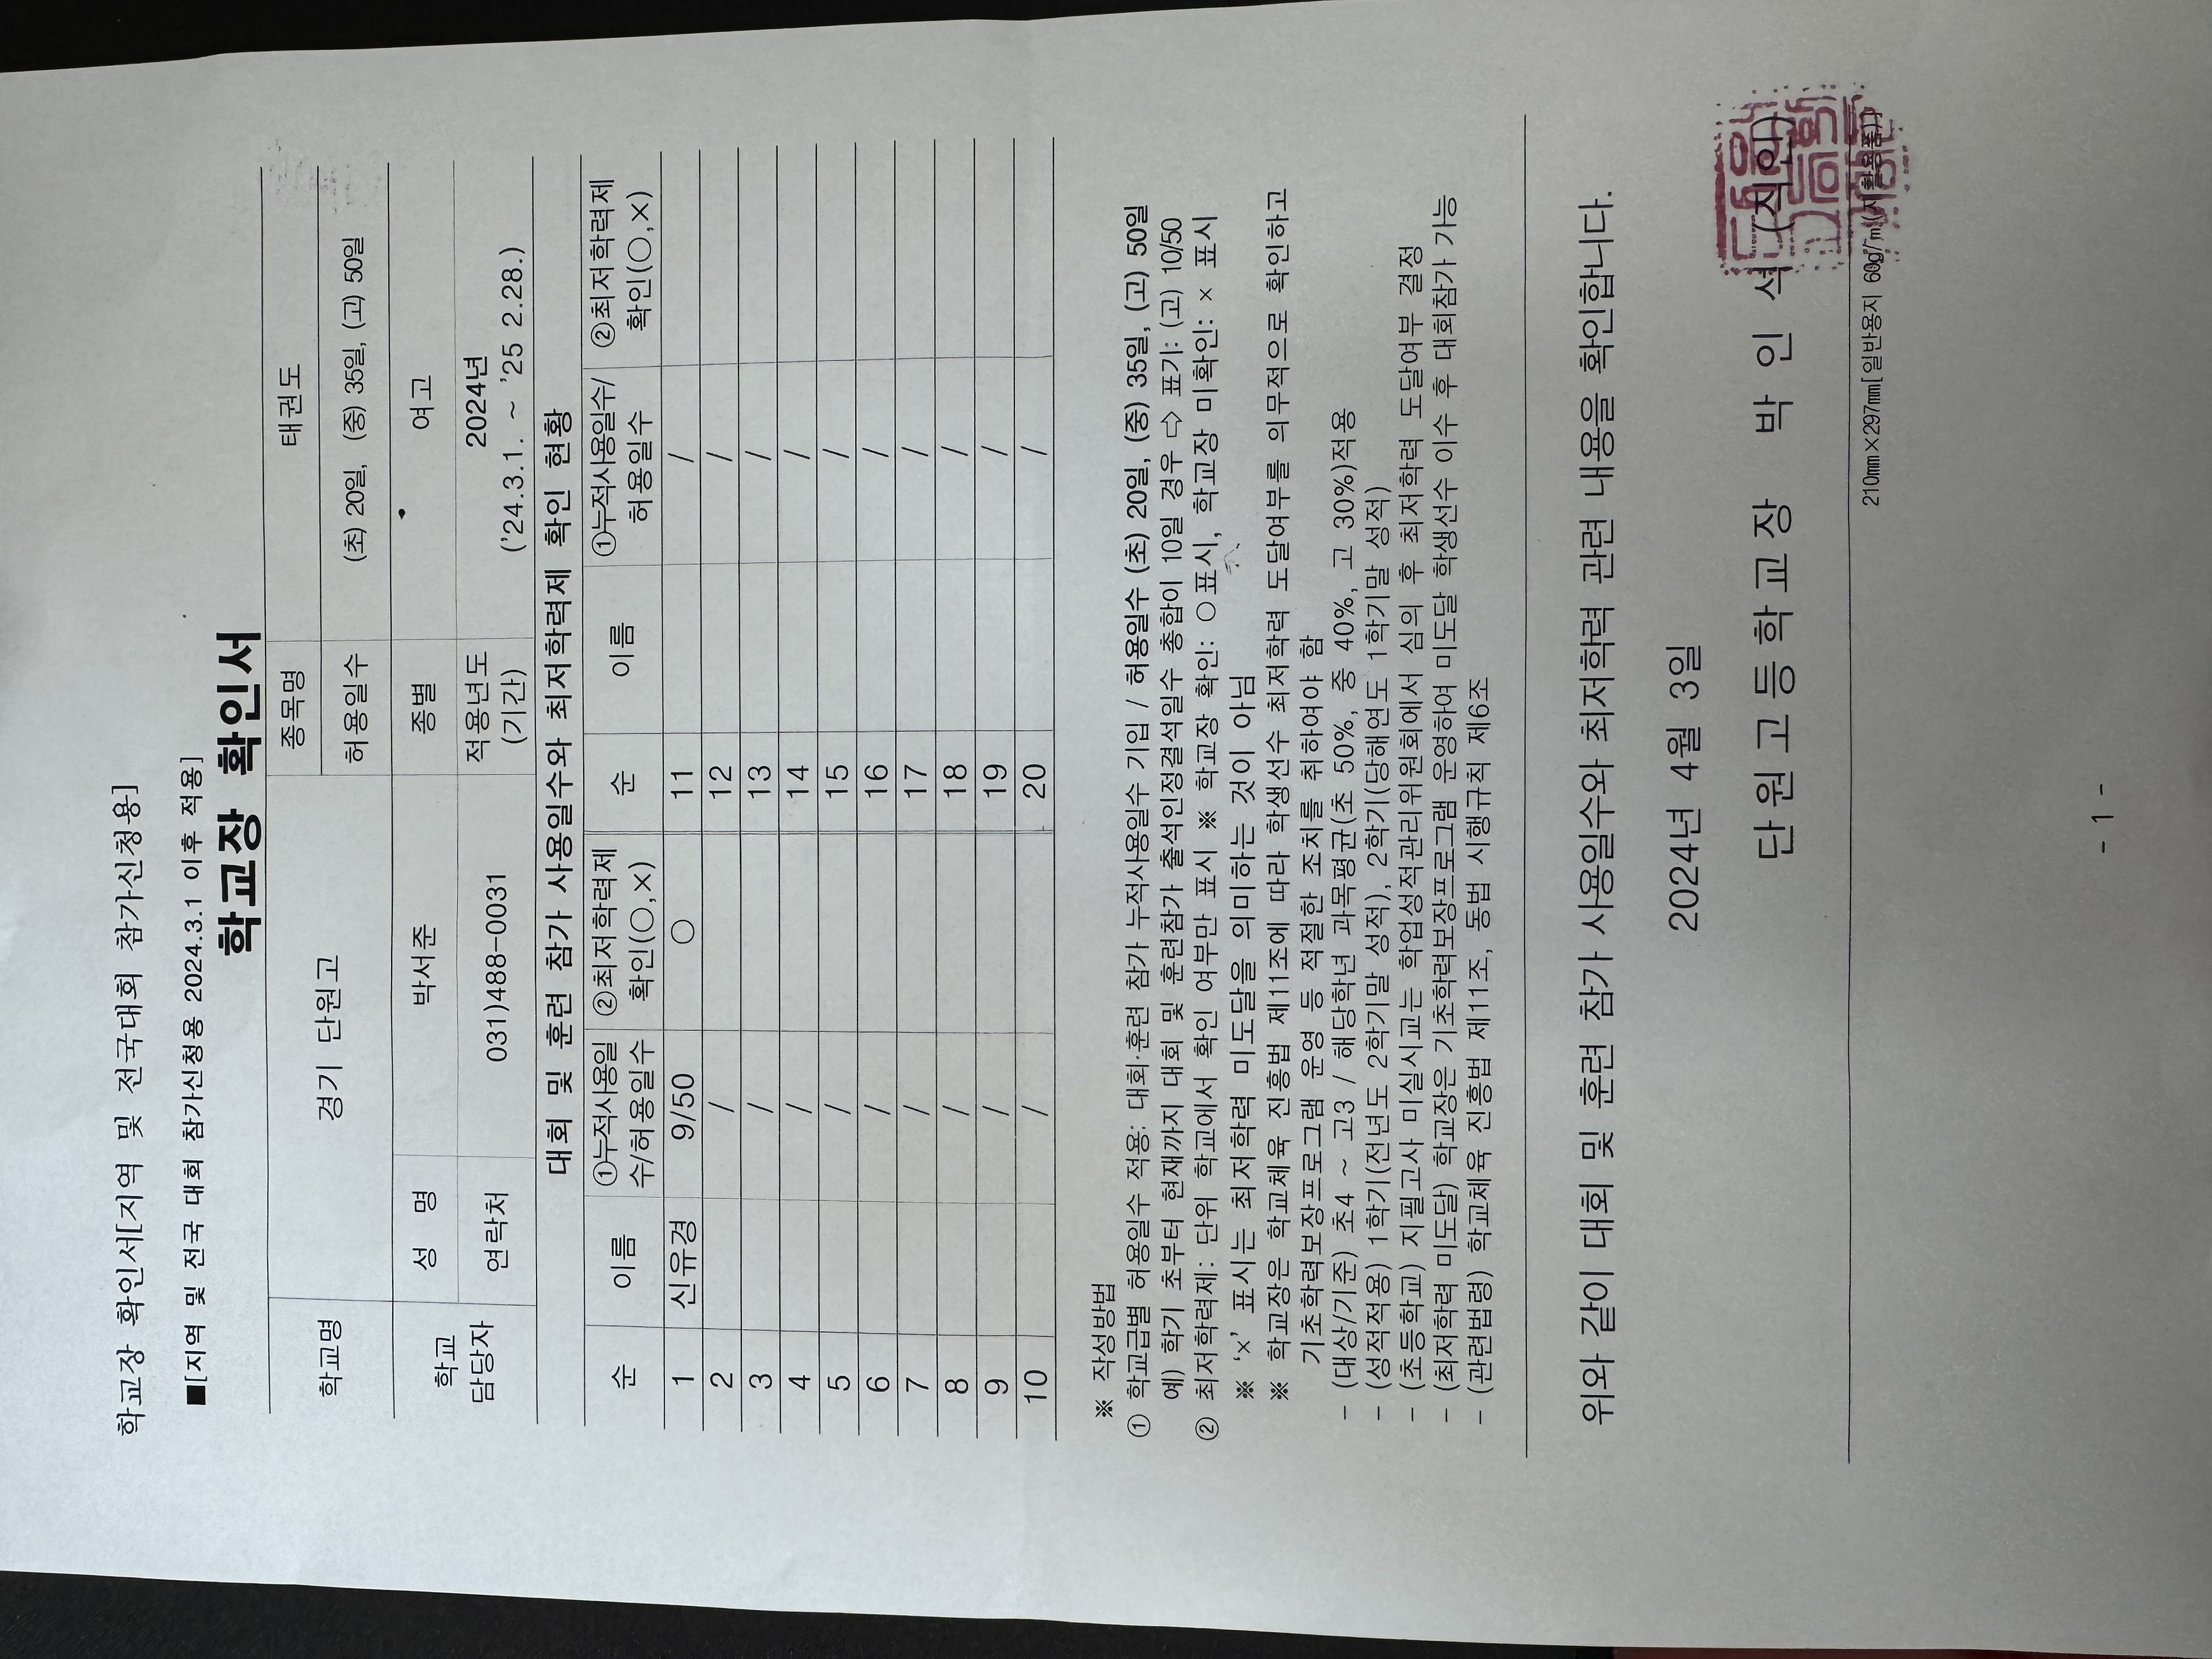 학교장 확인서[지역 및 전국대회 참가신청용]
■[지역 및 전국 대회 참가신청용 2024.3.1 이후 적용]
학교장 확인서
학교명 경기 단원고 종목명 태권도
허용일수 (초) 20일, (중) 35일, (고) 50일
학교 담당자 성 명 박서준 종별 여고
연락처 031)488-0031 적용년도 (기간) 2024년 ('24.3.1. ~ '25 2.28.)
대회 및 훈련 참가 사용일수와 최저학력제 확인 현황
순 이름 ①누적사용일수/허용일수 ②최저학력제 확인(○,×) 순 이름 ①누적사용일수/허용일수 ②최저학력제 확인(○,×)
1 신유경 9/50 ○ 11 /
2 / 12 /
3 / 13 /
4 / 14 /
5 / 15 /
6 / 16 /
7 / 17 /
8 / 18 /
9 / 19 /
10 / 20 /
※ 작성방법
① 학교급별 허용일수 적용: 대회·훈련 참가 누적사용일수 기입 / 허용일수 (초) 20일, (중) 35일, (고) 50일
예) 학기 초부터 현재까지 대회 및 훈련참가 출석인정결석일수 총합이 10일 경우 ⇨ 표기: (고) 10/50
② 최저학력제: 단위 학교에서 확인 여부만 표시 ※ 학교장 확인: ○표시, 학교장 미확인: × 표시
※ ‘×’ 표시는 최저학력 미도달을 의미하는 것이 아님
※ 학교장은 학교체육 진흥법 제11조에 따라 학생선수 최저학력 도달여부를 의무적으로 확인하고
기초학력보장프로그램 운영 등 적절한 조치를 취하여야 함
- (대상/기준) 초4 ~ 고3 / 해당학년 과목평균(초 50%, 중 40%, 고 30%)적용
- (성적적용) 1학기(전년도 2학기말 성적), 2학기(당해연도 1학기말 성적)
- (초등학교) 지필고사 미실시교는 학업성적관리위원회에서 심의 후 최저학력 도달여부 결정
- (최저학력 미도달) 학교장은 기초학력보장프로그램 운영하여 미도달 학생선수 이수 후 대회참가 가능
- (관련법령) 학교체육 진흥법 제11조, 동법 시행규칙 제6조
위와 같이 대회 및 훈련 참가 사용일수와 최저학력 관련 내용을 확인합니다.
2024년 4월 3일
단원고등학교장 박 인 석 (직인)
210mm×297mm[일반용지 60g/㎡(재활용품)]
- 1 -